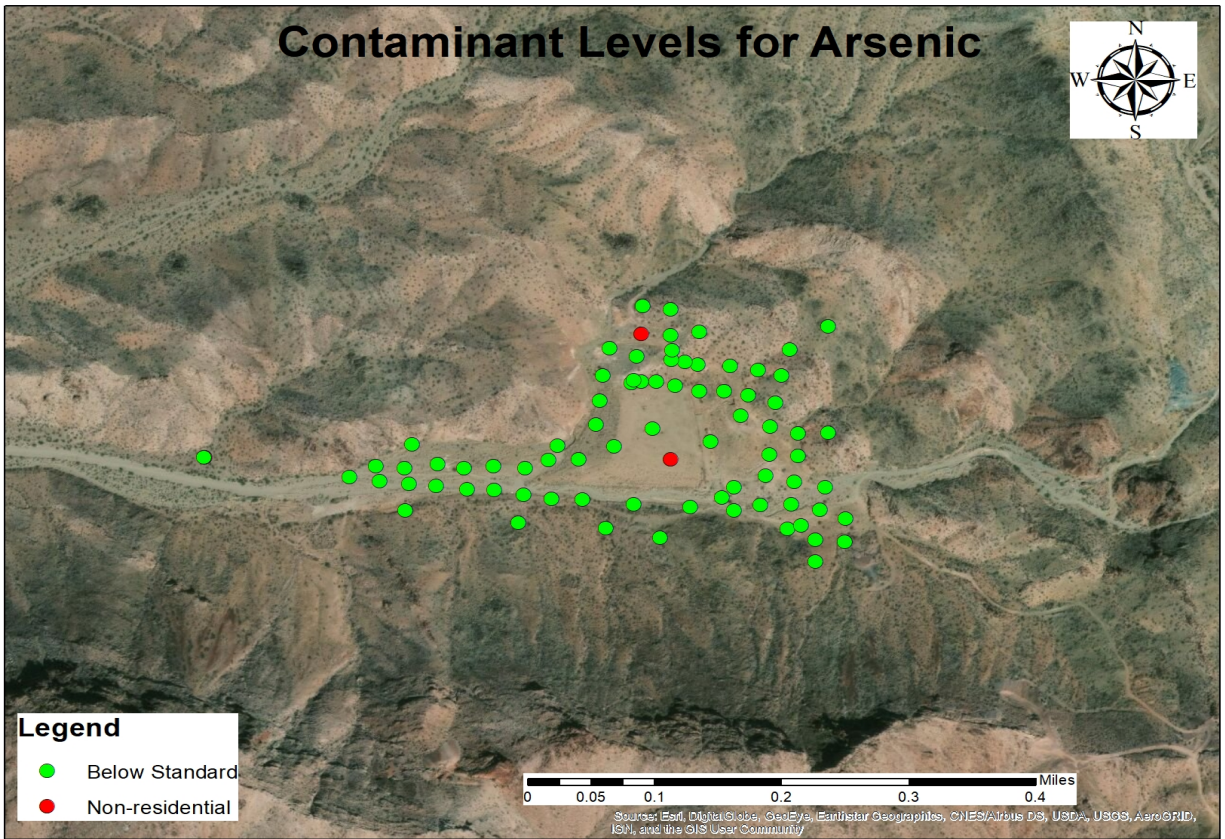 Contaminant Levels for Arsenic
N
W E
S
Legend
Below Standard
Non-residential
Miles
0 0.05 0.1 0.2 0.3 0.4
Source: Esri, DigitalGlobe, GeoEye, Earthstar Geographics, CNES/Airbus DS, USDA, USGS, AeroGRID,
IGN, and the GIS User Community